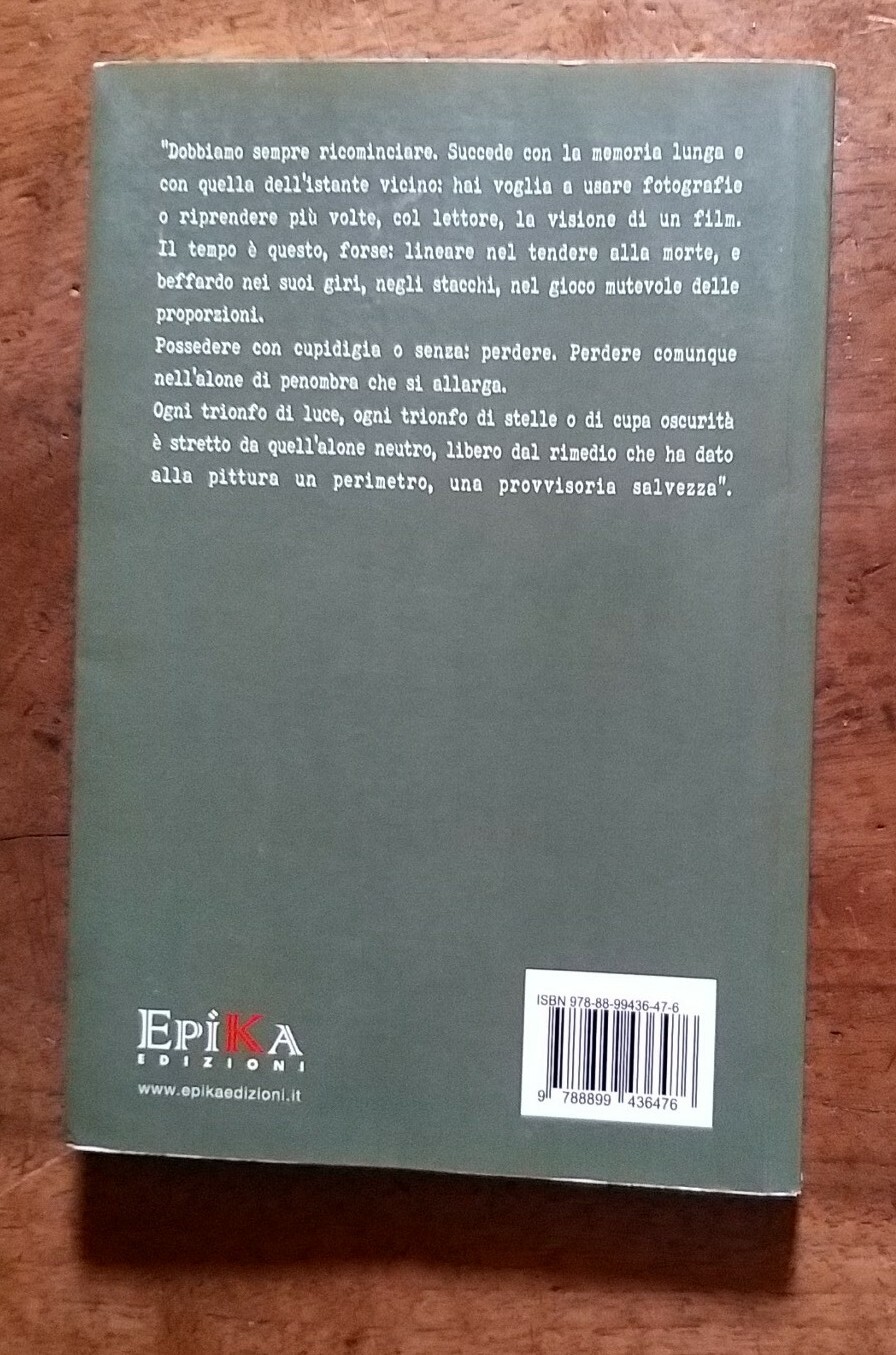 "Dobbiamo sempre ricominciare. Succede con la memoria lunga e
con quella dell'istante vicino: hai voglia a usare fotografie
o riprendere più volte, col lettore, la visione di un film.
Il tempo è questo, forse: lineare nel tendere alla morte, e
beffardo nei suoi giri, negli stacchi, nel gioco mutevole delle
proporzioni.
Possedere con cupidigia o senza: perdere. Perdere comunque
nell'alone di penombra che si allarga.
Ogni trionfo di luce, ogni trionfo di stelle o di cupa oscurità
è stretto da quell'alone neutro, libero dal rimedio che ha dato
alla pittura un perimetro, una provvisoria salvezza".
EPÌKA
EDIZIONI
www.epikaedizioni.it
ISBN 978-88-99436-47-6
9 788899 436476